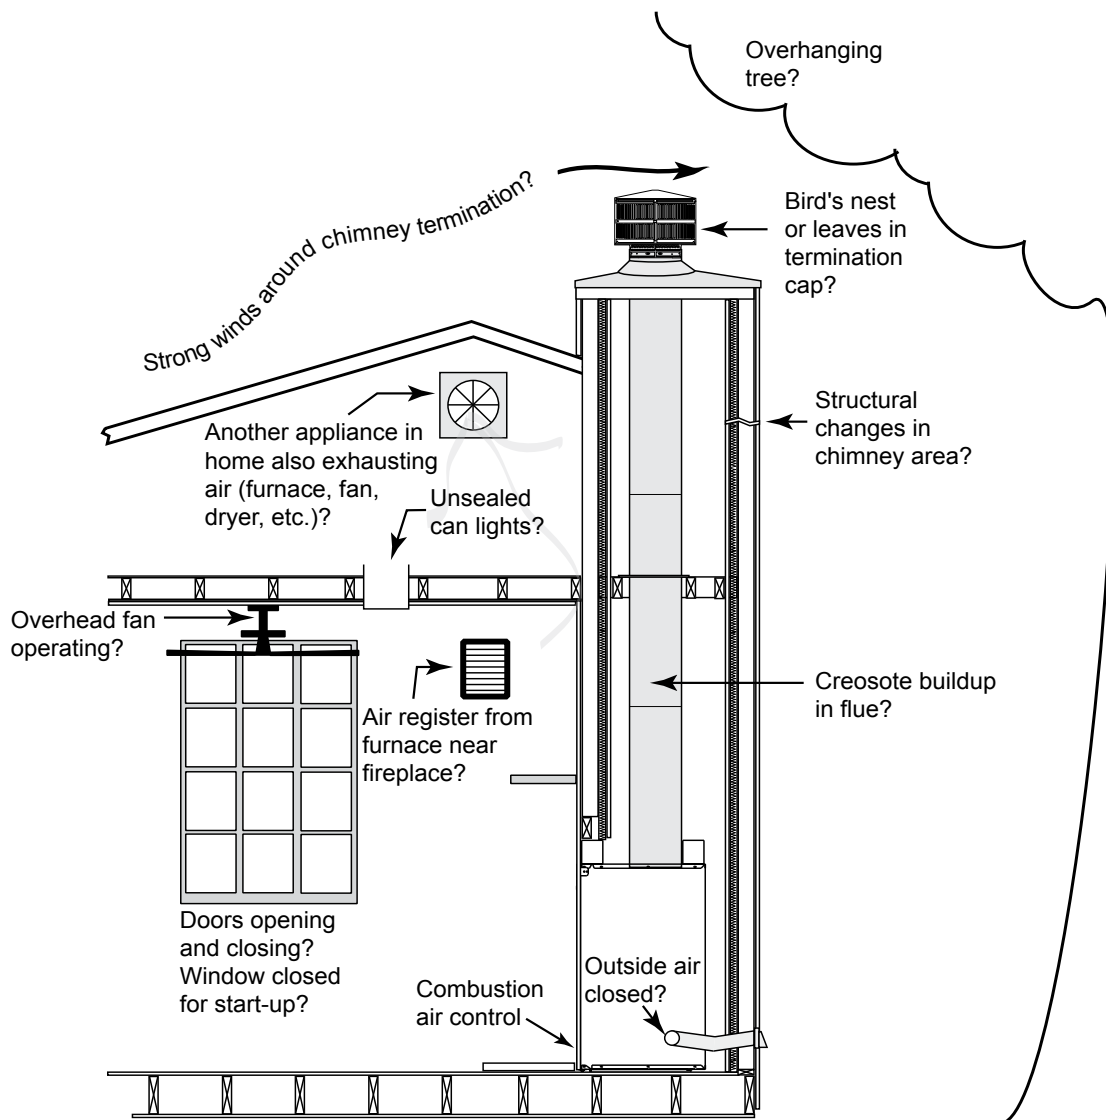 Overhanging
tree?
Strong winds around chimney termination?
Bird's nest
or leaves in
termination
cap?
Another appliance in
home also exhausting
air (furnace, fan,
dryer, etc.)?
Structural
changes in
chimney area?
Unsealed
can lights?
Overhead fan
operating?
Air register from
furnace near
fireplace?
Creosote buildup
in flue?
Doors opening
and closing?
Window closed
for start-up?
Combustion
air control
Outside air
closed?